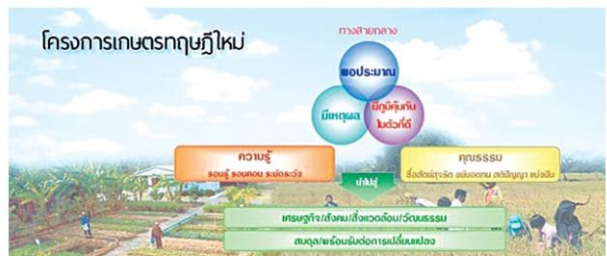 โครงการเกษตรทฤษฎีใหม่
ทางสายกลาง
พอประมาณ
มีเหตุผล
มีภูมิคุ้มกัน
ในตัวที่ดี
ความรู้
รอบรู้ รอบคอบ ระมัดระวัง
คุณธรรม
ซื่อสัตย์สุจริต ขยันอดทน สติปัญญา แบ่งปัน
นำไปสู่
เศรษฐกิจ/สังคม/สิ่งแวดล้อม/วัฒนธรรม
สมดุล/พร้อมรับต่อการเปลี่ยนแปลง